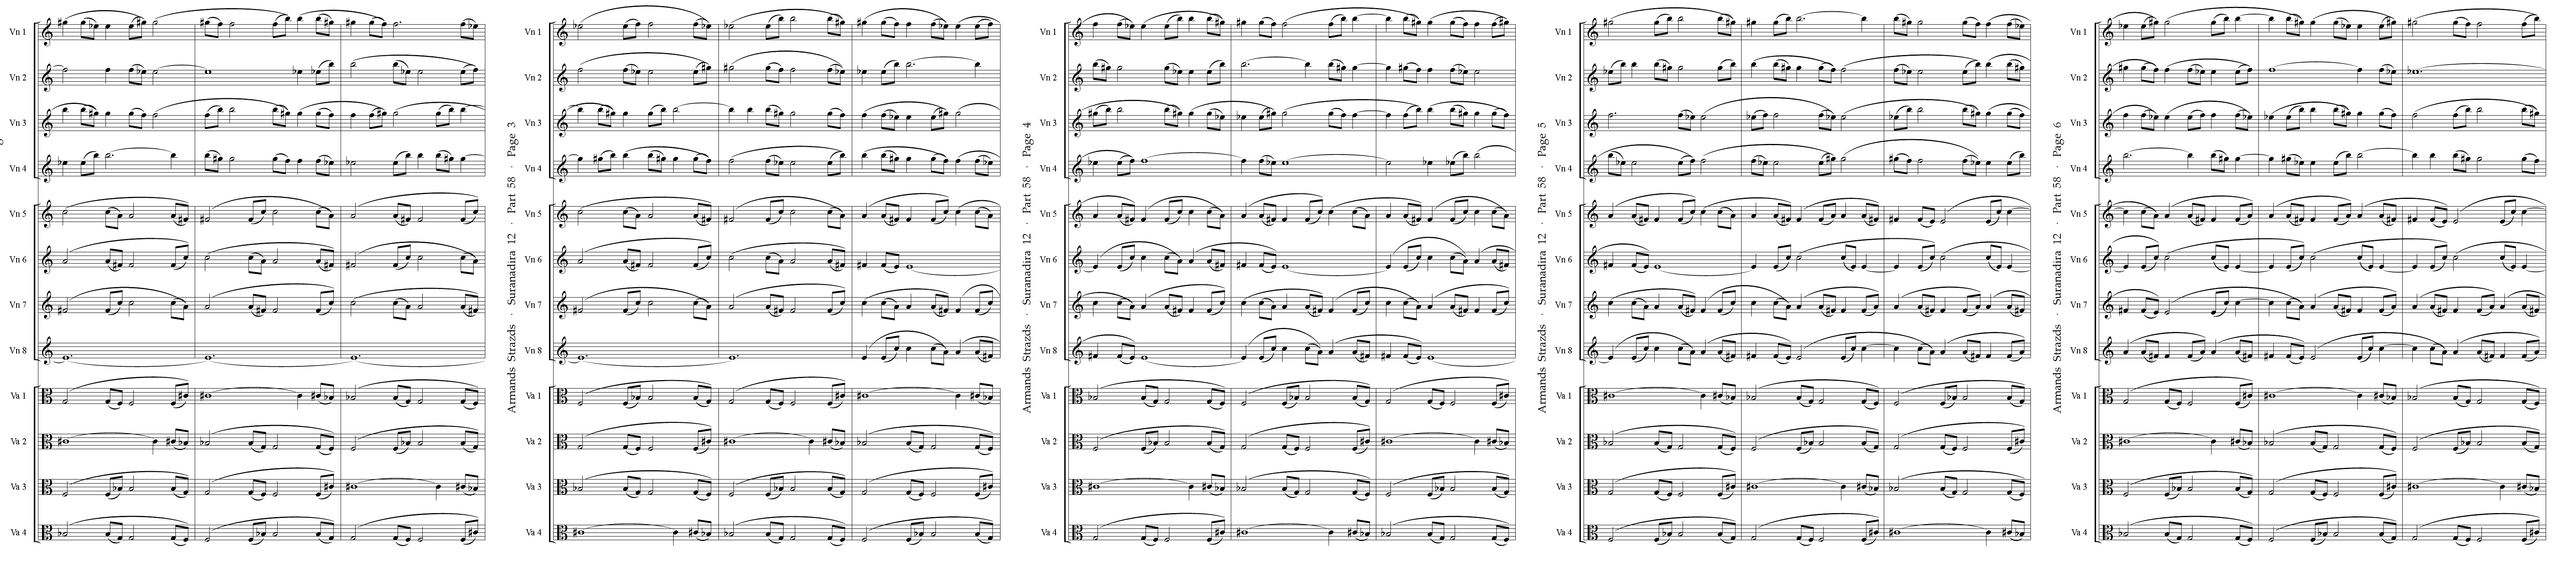 Vn 1
Vn 2
Vn 3
Vn 4
Vn 5
Vn 6
Vn 7
Vn 8
Va 1
Va 2
Va 3
Va 4
Armands Strazds · Suranadira 12 · Part 58 · Page 3
Vn 1
Vn 2
Vn 3
Vn 4
Vn 5
Vn 6
Vn 7
Vn 8
Va 1
Va 2
Va 3
Va 4
Armands Strazds · Suranadira 12 · Part 58 · Page 4
Vn 1
Vn 2
Vn 3
Vn 4
Vn 5
Vn 6
Vn 7
Vn 8
Va 1
Va 2
Va 3
Va 4
Armands Strazds · Suranadira 12 · Part 58 · Page 5
Vn 1
Vn 2
Vn 3
Vn 4
Vn 5
Vn 6
Vn 7
Vn 8
Va 1
Va 2
Va 3
Va 4
Armands Strazds · Suranadira 12 · Part 58 · Page 6
Vn 1
Vn 2
Vn 3
Vn 4
Vn 5
Vn 6
Vn 7
Vn 8
Va 1
Va 2
Va 3
Va 4